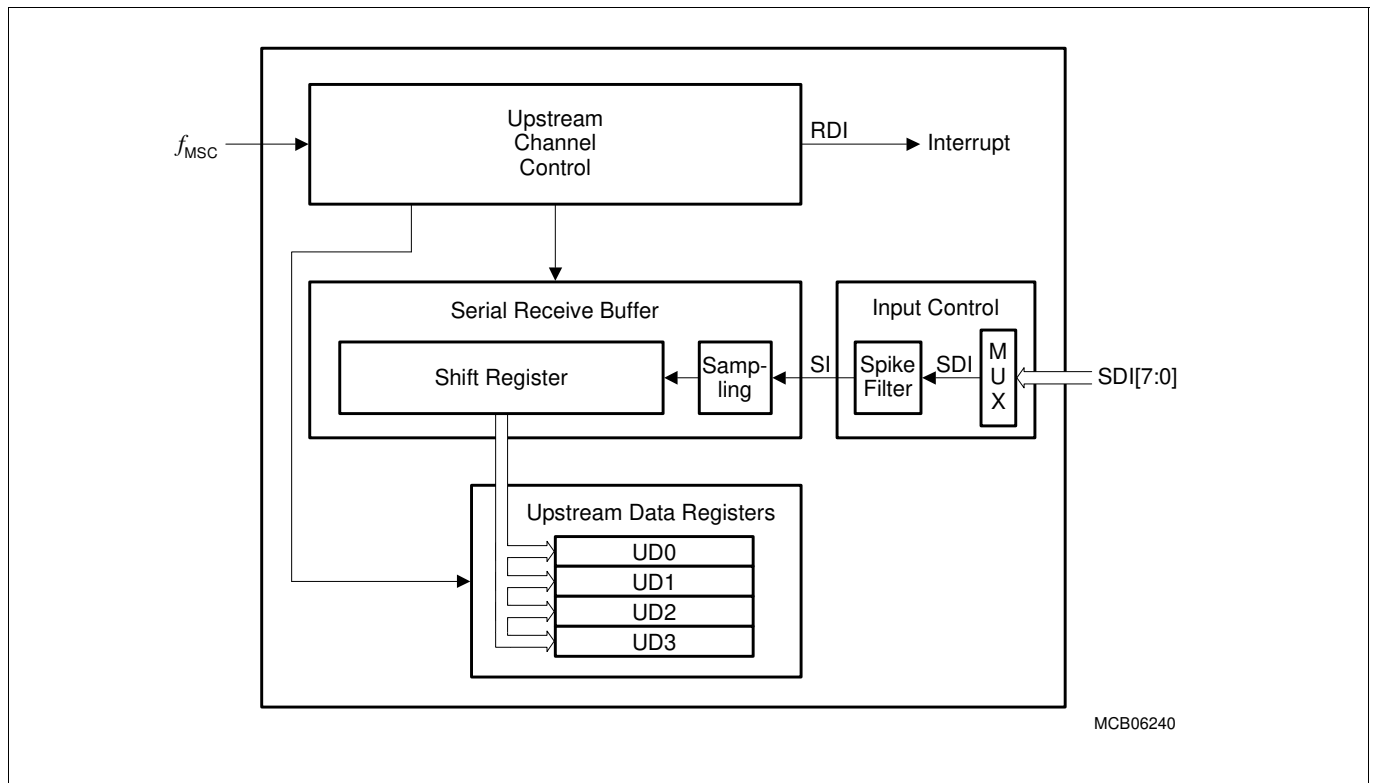 Upstream
Channel
Control
fMSC
RDI
Interrupt
Serial Receive Buffer
Shift Register
Samp-
ling
SI
Input Control
Spike
Filter
SDI
M
U
X
SDI[7:0]
Upstream Data Registers
UD0
UD1
UD2
UD3
MCB06240